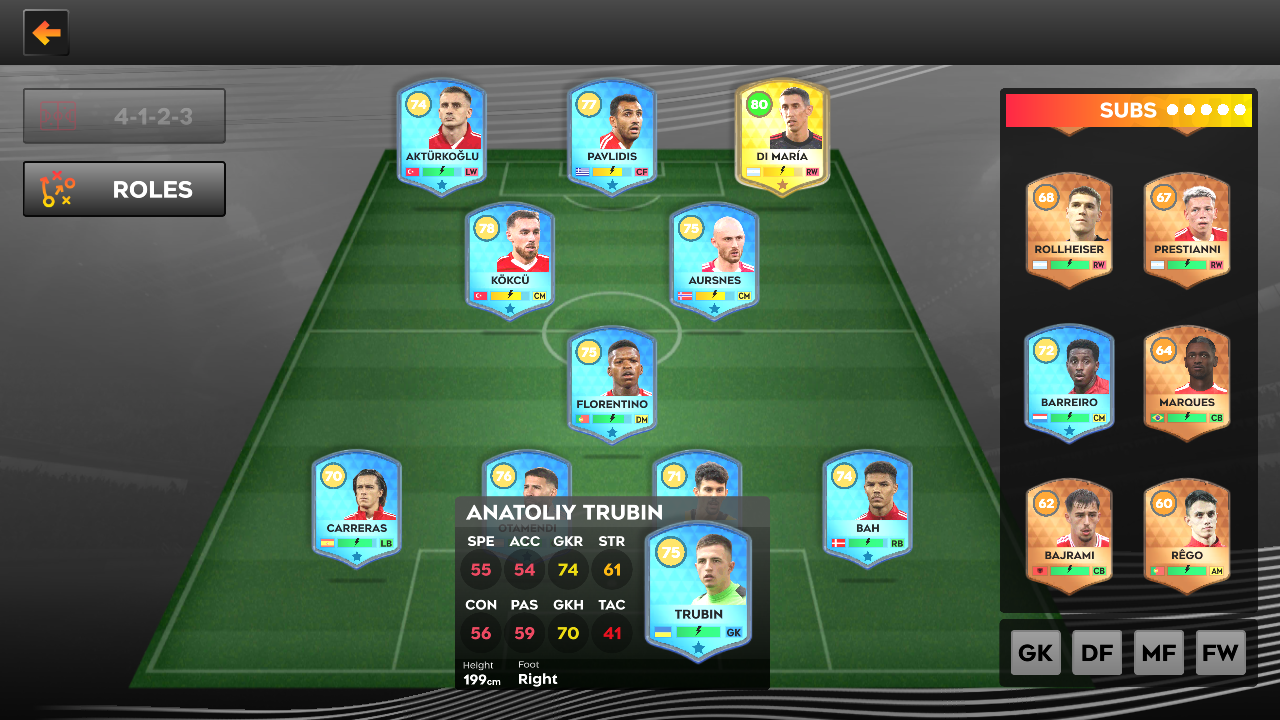 4-1-2-3
ROLES
74
AKTÜRKOĞLU
LW
77
PAVLIDIS
CF
80
DI MARÍA
RW
78
KÖKCÜ
CM
75
AURSNES
CM
75
FLORENTINO
DM
70
CARRERAS
LB
76
OTAMENDI
71
74
BAH
RB
ANATOLIY TRUBIN
SPE ACC GKR STR
55 54 74 61
CON PAS GKH TAC
56 59 70 41
Height Foot
199cm Right
75
TRUBIN
GK
SUBS
68
ROLLHEISER
RW
67
PRESTIANNI
RW
72
BARREIRO
CM
64
MARQUES
CB
62
BAJRAMI
CB
60
RÊGO
AM
GK DF MF FW